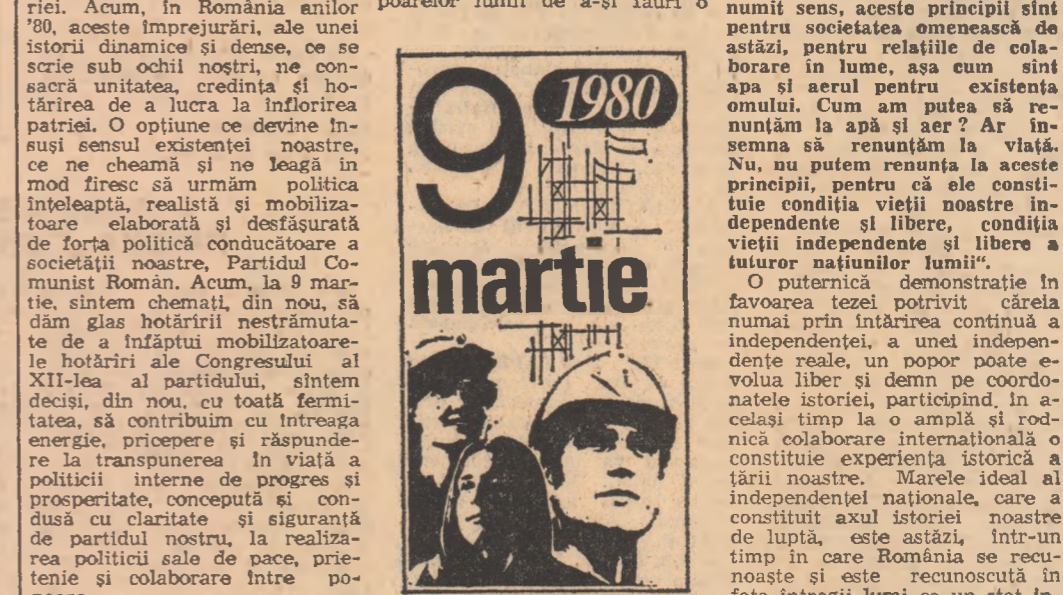 riei. Acum, în România anilor
'80, aceste împrejurări, ale unei
istorii dinamice și dense, ce se
scrie sub ochii noștri, ne con-
sacră unitatea, credința și ho-
tărîrea de a lucra la înflorirea
patriei. O opțiune ce devine în-
suși sensul existenței noastre,
ce ne cheamă și ne leagă în
mod firesc să urmăm politica
înțeleaptă, realistă și mobiliza-
toare elaborată și desfășurată
de forța politică conducătoare a
societății noastre, Partidul Co-
munist Român. Acum, la 9 mar-
tie, sintem chemați, din nou, să
dăm glas hotărîrii nestrămuta-
te de a înfăptui mobilizatoare-
le hotărîri ale Congresului al
XII-lea al partidului, sîntem
deciși, din nou, cu toată fermi-
tatea, să contribuim cu întreaga
energie, pricepere și răspunde-
re la transpunerea în viață a
politicii interne de progres și
prosperitate, concepută și con-
dusă cu claritate și siguranță
de partidul nostru, la realiza-
rea politicii sale de pace, prie-
tenie și colaborare între po-
poarelor lumii de a-și făuri o
9 1980
martie
numit sens, aceste principii sînt
pentru societatea omenească de
astăzi, pentru relațiile de cola-
borare în lume, așa cum sînt
apa și aerul pentru existența
omului. Cum am putea să re-
nunțăm la apă și aer? Ar în-
semna să renunțăm la viață.
Nu, nu putem renunța la aceste
principii, pentru că ele consti-
tuie condiția vieții noastre in-
dependente și libere, condiția
vieții independente și libere a
tuturor națiunilor lumii“.
O puternică demonstrație în
favoarea tezei potrivit căreia
numai prin întărirea continuă a
independenței, a unei indepen-
dențe reale, un popor poate e-
volua liber și demn pe coordo-
natele istoriei, participînd, în a-
celași timp la o amplă și rod-
nică colaborare internațională o
constituie experiența istorică a
țării noastre. Marele ideal al
independenței naționale, care a
constituit axul istoriei noastre
de luptă, este astăzi, într-un
timp în care România se recu-
noaște și este recunoscută în
fața întregii lumi ca un stat in-